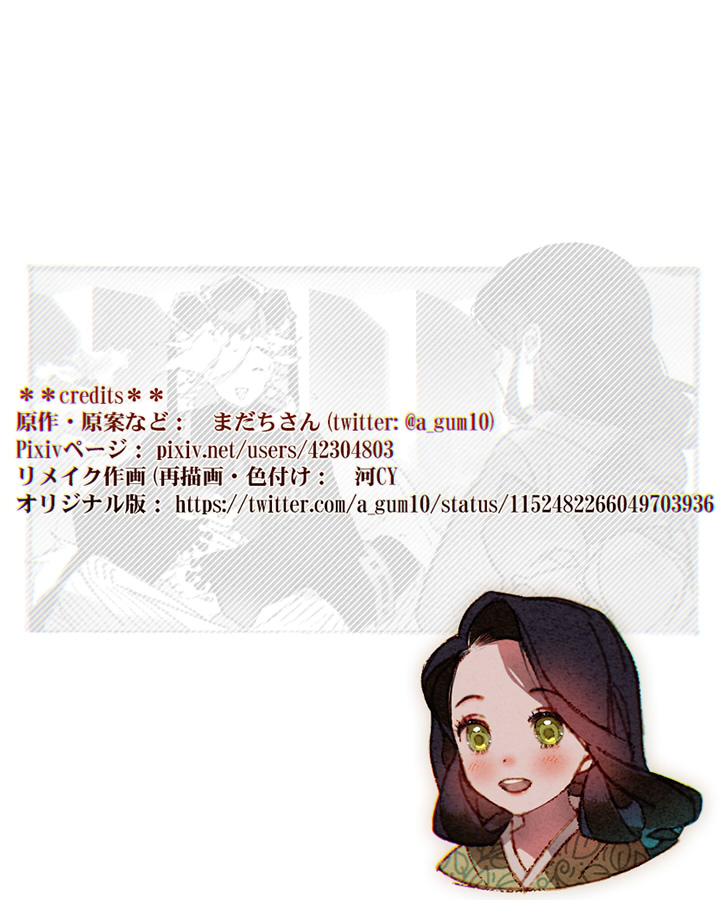 ＊＊credits＊＊
原作・原案など：　まだちさん (twitter: @a_gum10)
Pixivページ： pixiv.net/users/42304803
リメイク作画 (再描画・色付け：　河CY
オリジナル版： https://twitter.com/a_gum10/status/1152482266049703936